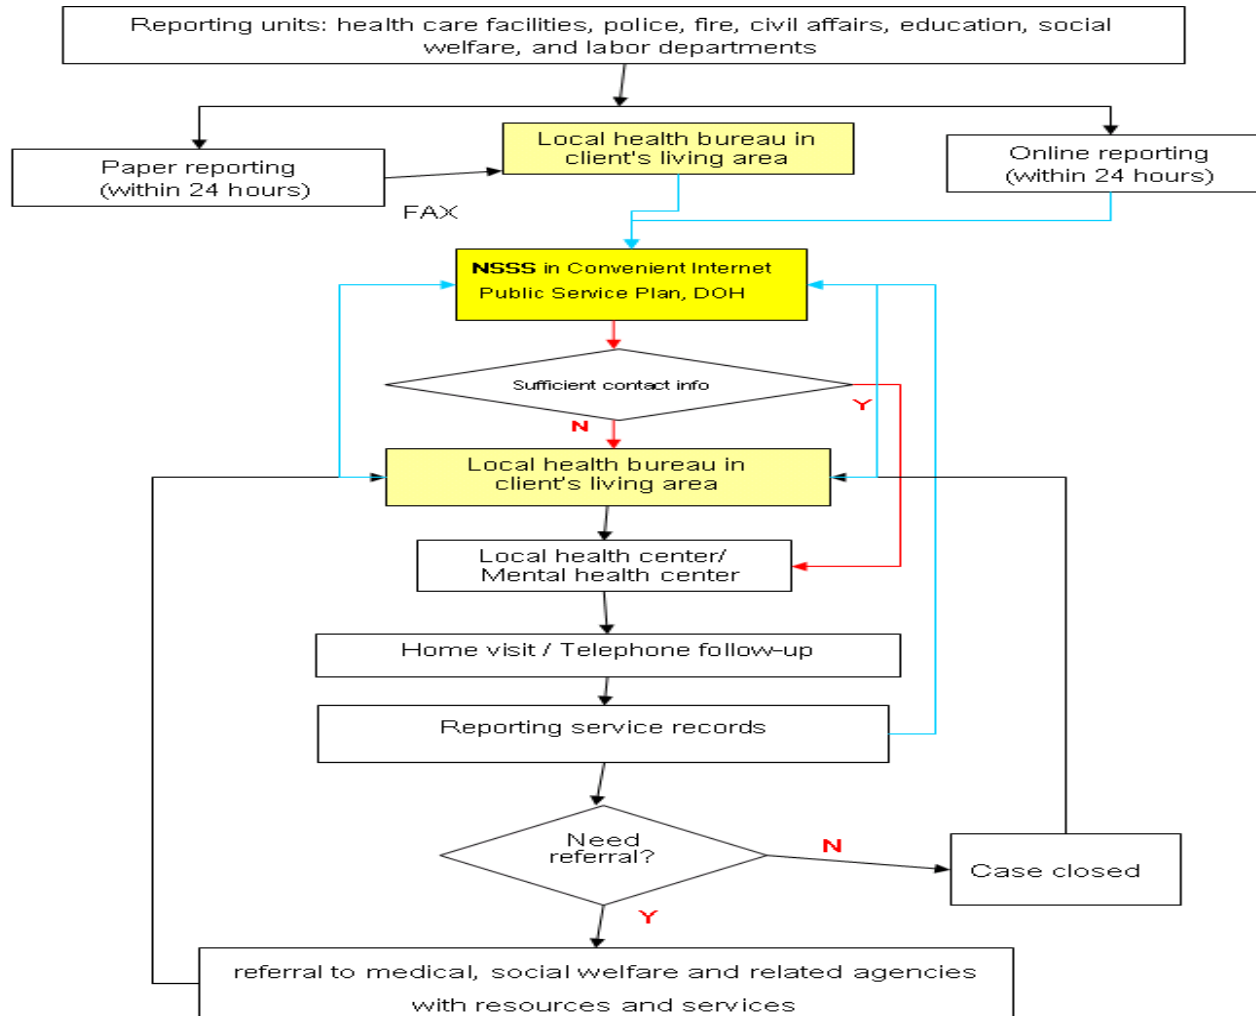 Reporting units: health care facilities, police, fire, civil affairs, education, social
welfare, and labor departments
Local health bureau in
client's living area
Paper reporting
(within 24 hours)
Online reporting
(within 24 hours)
FAX
NSSS in Convenient Internet
Public Service Plan, DOH
Sufficient contact info
Y
N
Local health bureau in
client's living area
Local health center/
Mental health center
Home visit / Telephone follow-up
Reporting service records
Need
referral?
N
Case closed
Y
referral to medical, social welfare and related agencies
with resources and services